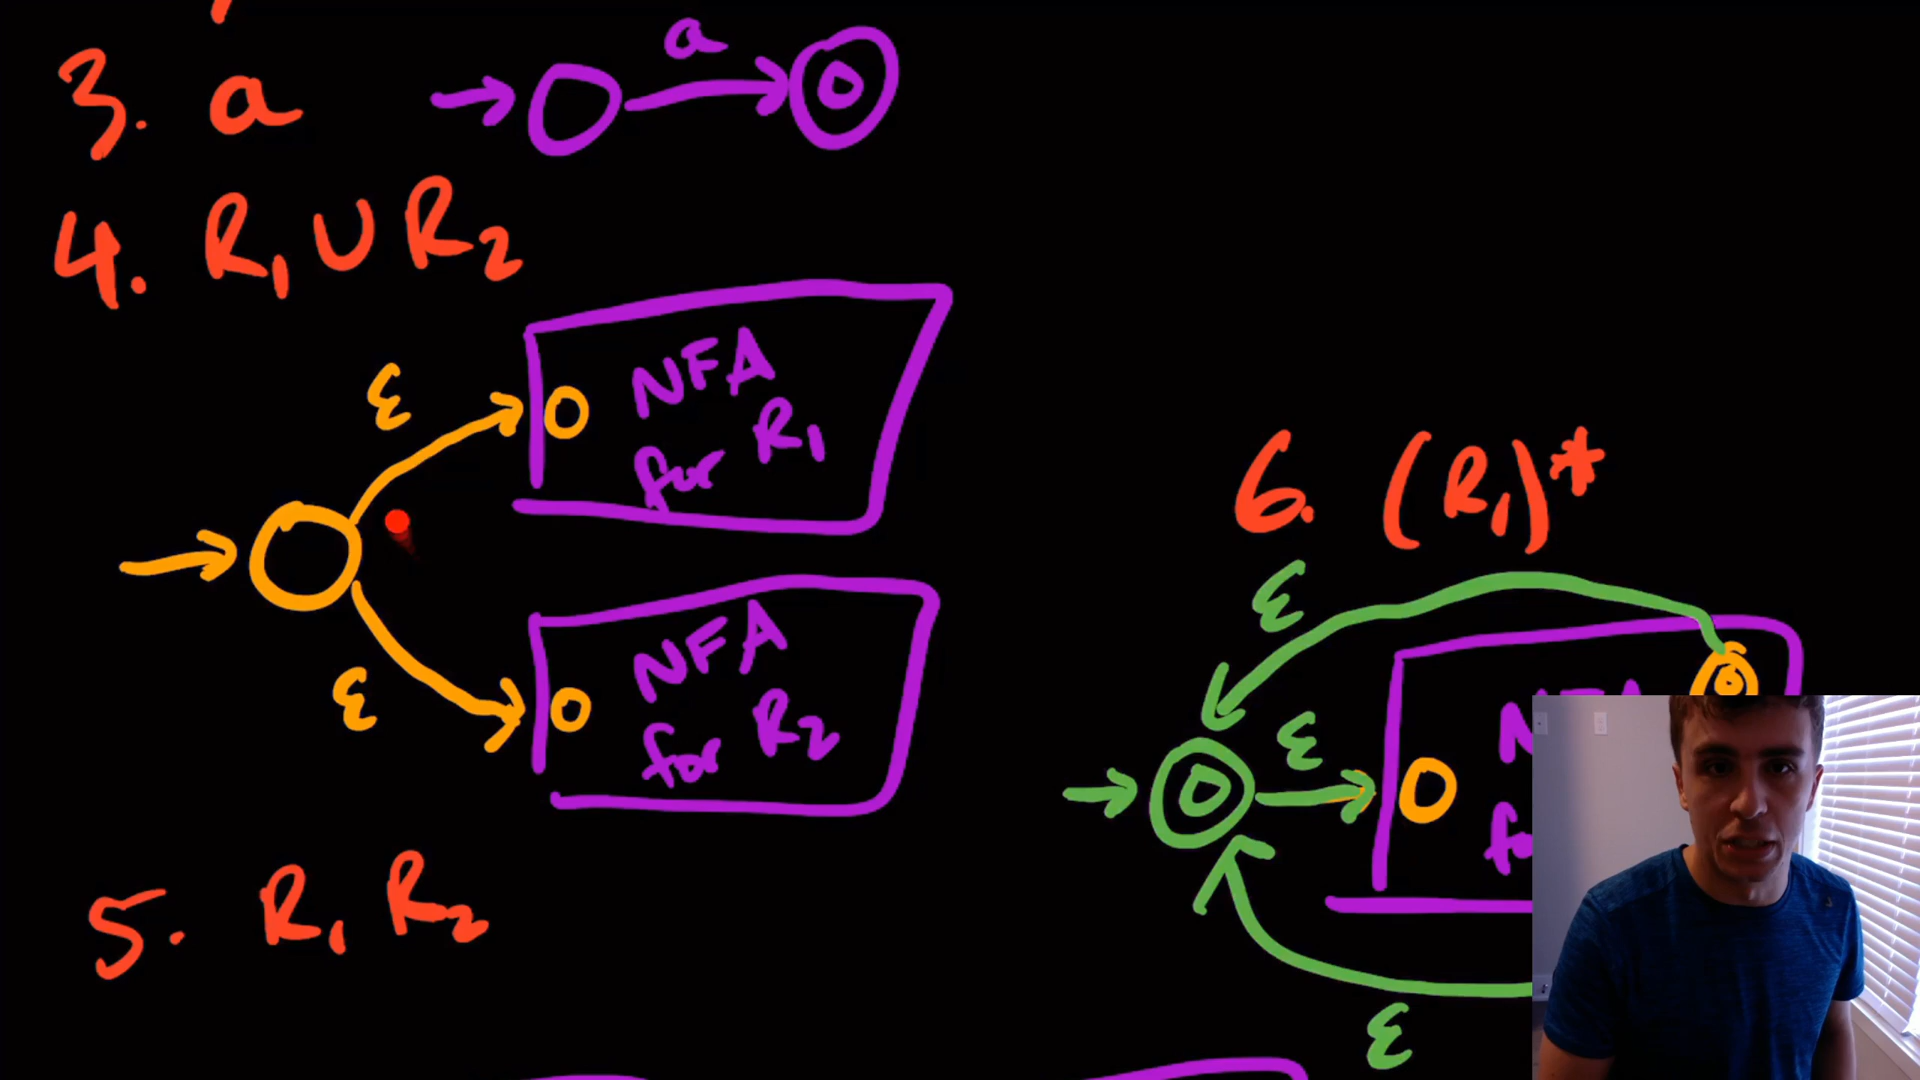 3. a
a
4. R₁ ∪ R₂
ε
NFA
for R₁
ε
NFA
for R₂
5. R₁ R₂
6. (R₁)*
ε
ε
ε